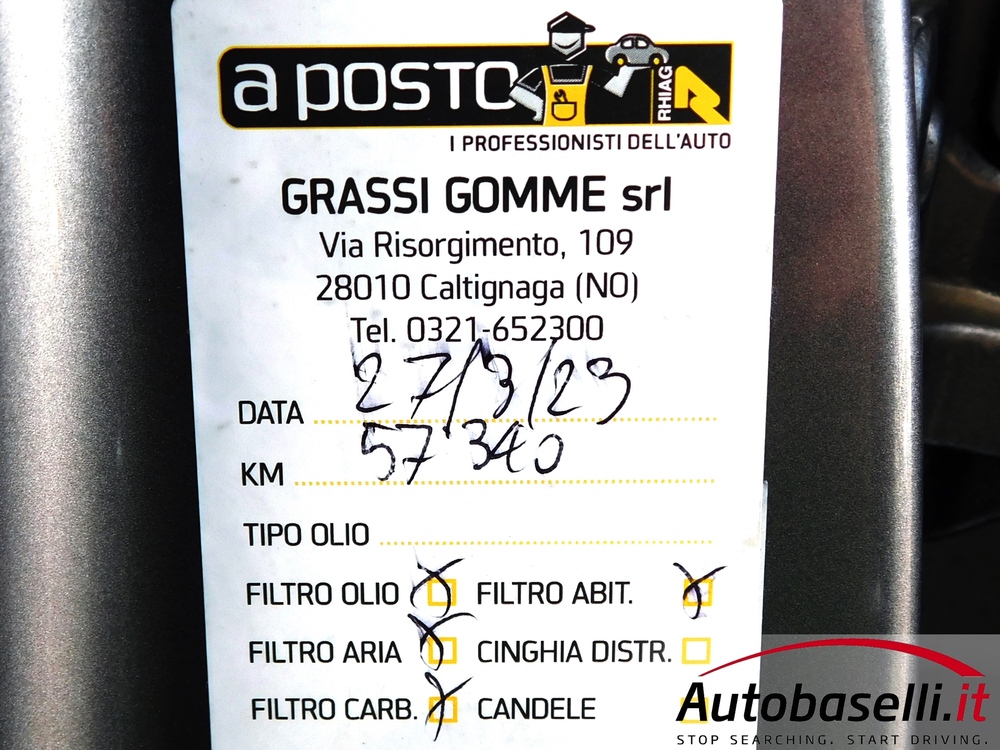 a posto
RHIAG
I PROFESSIONISTI DELL'AUTO
GRASSI GOMME srl
Via Risorgimento, 109
28010 Caltignaga (NO)
Tel. 0321-652300
DATA 27/3/23
KM 57340
TIPO OLIO
FILTRO OLIO FILTRO ABIT.
FILTRO ARIA CINGHIA DISTR.
FILTRO CARB. CANDELE
Autobaselli.it
STOP SEARCHING. START DRIVING.